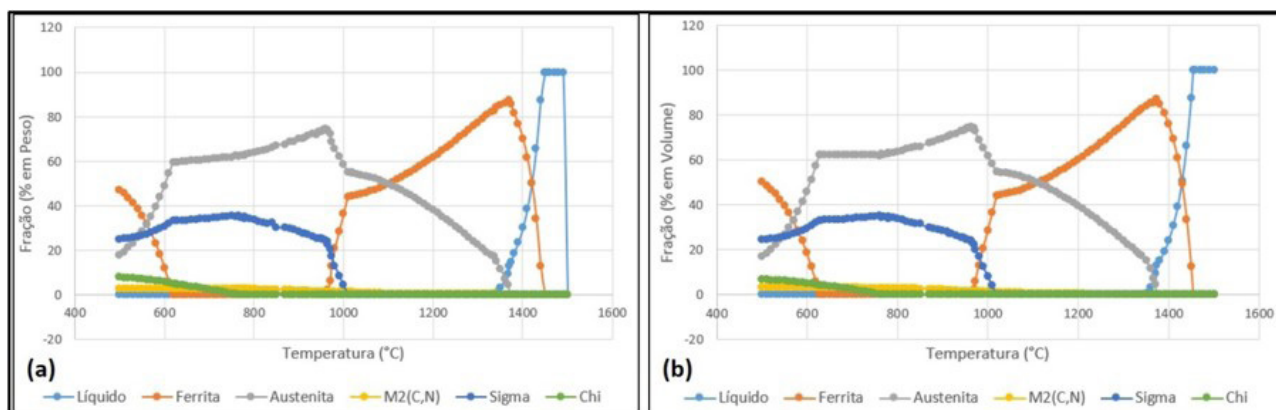 120
100
80
60
40
20
0
-20
Fração (% em Peso)
400 600 800 1000 1200 1400 1600
Temperatura (°C)
(a)
Líquido Ferrita Austenita M2(C,N) Sigma Chi
120
100
80
60
40
20
0
-20
Fração (% em Volume)
400 600 800 1000 1200 1400 1600
Temperatura (°C)
(b)
Líquido Ferrita Austenita M2(C,N) Sigma Chi